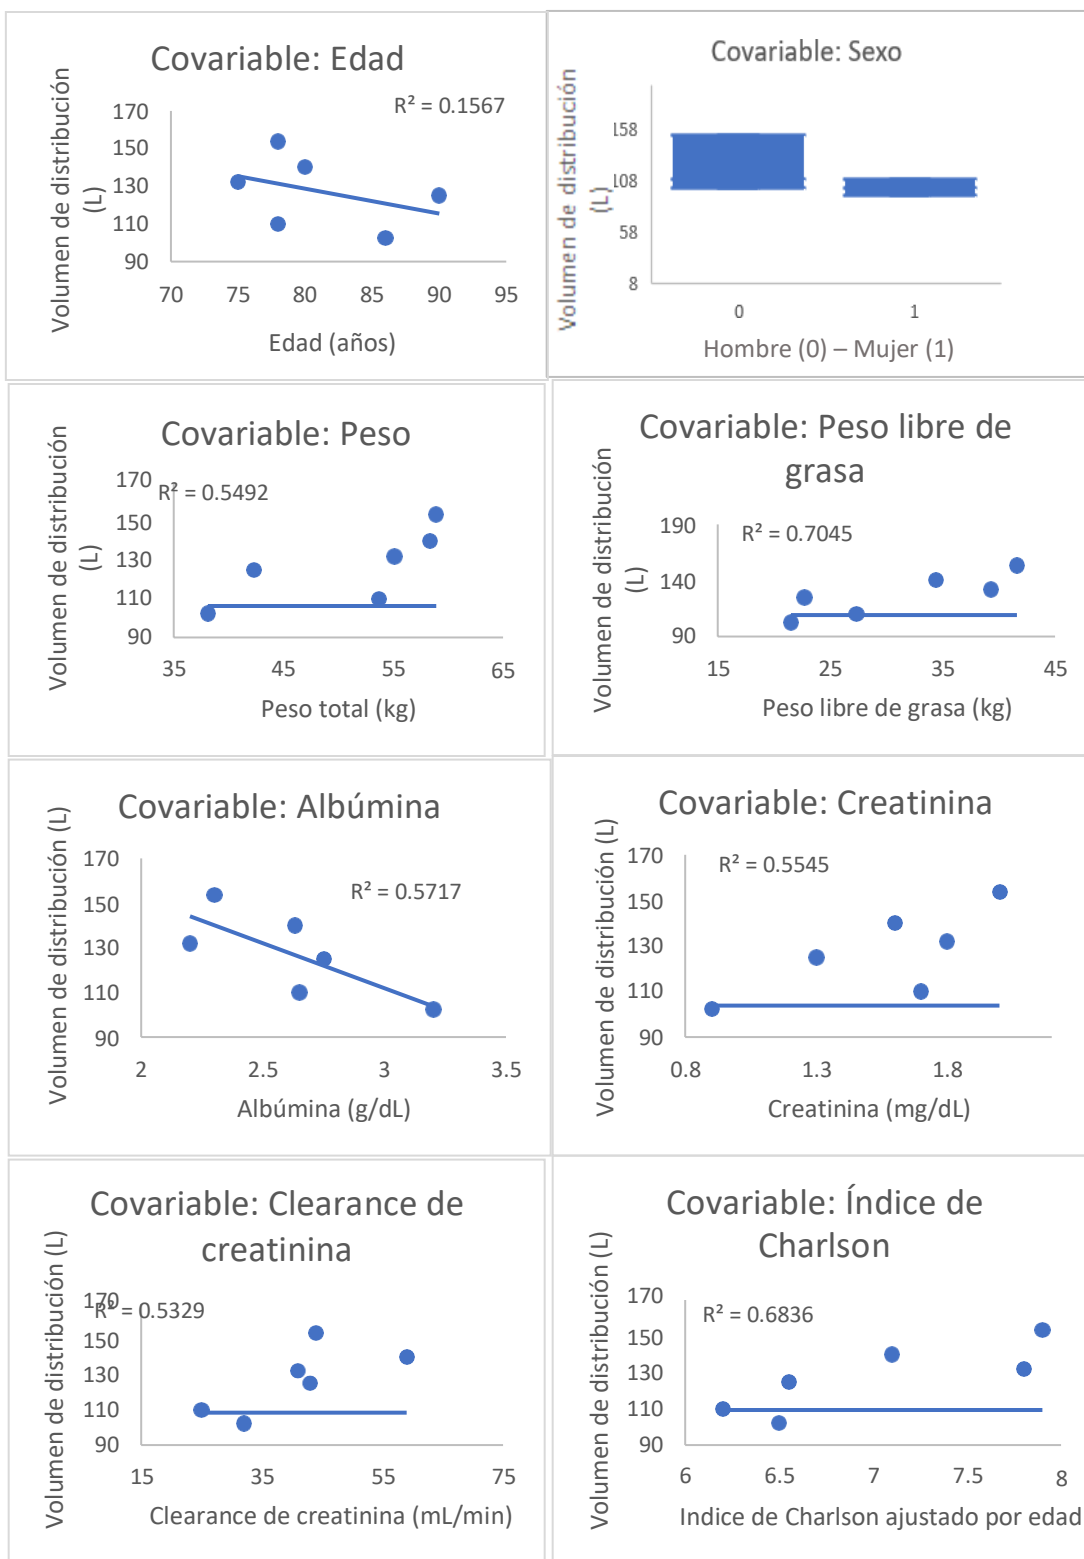 Covariable: Edad
Volumen de distribución
(L)
R² = 0.1567
170
150
130
110
90
70 75 80 85 90 95
Edad (años)
Covariable: Sexo
Volumen de distribución
(L)
158
108
58
8
0 1
Hombre (0) – Mujer (1)
Covariable: Peso
Volumen de distribución
(L)
R² = 0.5492
170
150
130
110
90
35 45 55 65
Peso total (kg)
Covariable: Peso libre de
grasa
Volumen de distribución
(L)
R² = 0.7045
190
140
90
15 25 35 45
Peso libre de grasa (kg)
Covariable: Albúmina
Volumen de distribución (L)
R² = 0.5717
170
150
130
110
90
2 2.5 3 3.5
Albúmina (g/dL)
Covariable: Creatinina
Volumen de distribución (L)
R² = 0.5545
170
150
130
110
90
0.8 1.3 1.8
Creatinina (mg/dL)
Covariable: Clearance de
creatinina
Volumen de distribución (L)
R² = 0.5329
170
150
130
110
90
15 35 55 75
Clearance de creatinina (mL/min)
Covariable: Índice de
Charlson
Volumen de distribución (L)
R² = 0.6836
170
150
130
110
90
6 6.5 7 7.5 8
Indice de Charlson ajustado por edad